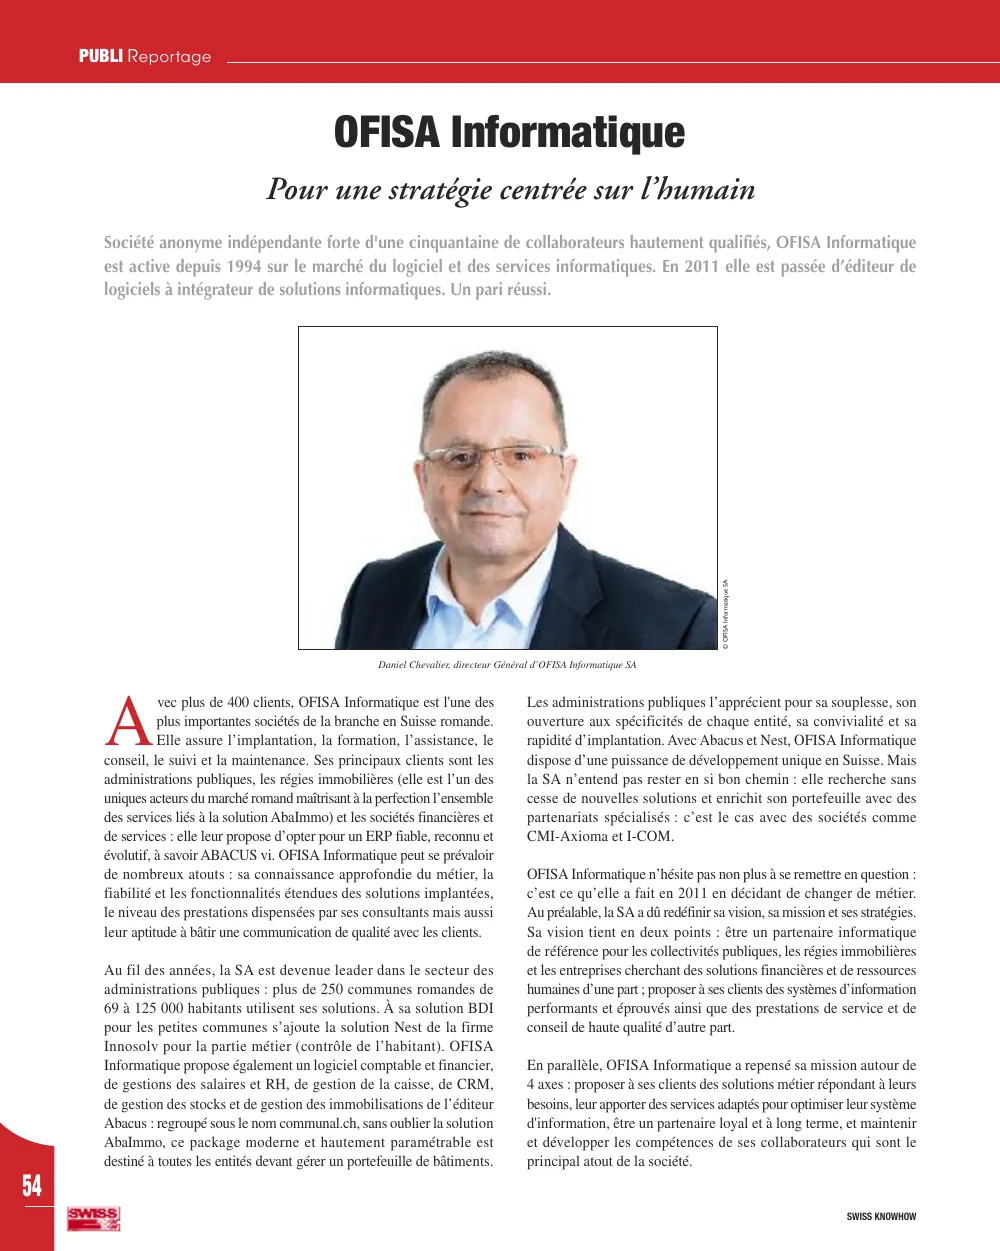 PUBLI Reportage
OFISA Informatique
Pour une stratégie centrée sur l’humain
Société anonyme indépendante forte d'une cinquantaine de collaborateurs hautement qualifiés, OFISA Informatique
est active depuis 1994 sur le marché du logiciel et des services informatiques. En 2011 elle est passée d’éditeur de
logiciels à intégrateur de solutions informatiques. Un pari réussi.
© OFISA Informatique SA
Daniel Chevalier, directeur Général d’OFISA Informatique SA
Avec plus de 400 clients, OFISA Informatique est l'une des
plus importantes sociétés de la branche en Suisse romande.
Elle assure l’implantation, la formation, l’assistance, le
conseil, le suivi et la maintenance. Ses principaux clients sont les
administrations publiques, les régies immobilières (elle est l’un des
uniques acteurs du marché romand maîtrisant à la perfection l’ensemble
des services liés à la solution AbaImmo) et les sociétés financières et
de services : elle leur propose d’opter pour un ERP fiable, reconnu et
évolutif, à savoir ABACUS vi. OFISA Informatique peut se prévaloir
de nombreux atouts : sa connaissance approfondie du métier, la
fiabilité et les fonctionnalités étendues des solutions implantées,
le niveau des prestations dispensées par ses consultants mais aussi
leur aptitude à bâtir une communication de qualité avec les clients.
Au fil des années, la SA est devenue leader dans le secteur des
administrations publiques : plus de 250 communes romandes de
69 à 125 000 habitants utilisent ses solutions. À sa solution BDI
pour les petites communes s’ajoute la solution Nest de la firme
Innosolv pour la partie métier (contrôle de l’habitant). OFISA
Informatique propose également un logiciel comptable et financier,
de gestions des salaires et RH, de gestion de la caisse, de CRM,
de gestion des stocks et de gestion des immobilisations de l’éditeur
Abacus : regroupé sous le nom communal.ch, sans oublier la solution
AbaImmo, ce package moderne et hautement paramétrable est
destiné à toutes les entités devant gérer un portefeuille de bâtiments.
Les administrations publiques l’apprécient pour sa souplesse, son
ouverture aux spécificités de chaque entité, sa convivialité et sa
rapidité d’implantation. Avec Abacus et Nest, OFISA Informatique
dispose d’une puissance de développement unique en Suisse. Mais
la SA n’entend pas rester en si bon chemin : elle recherche sans
cesse de nouvelles solutions et enrichit son portefeuille avec des
partenariats spécialisés : c’est le cas avec des sociétés comme
CMI-Axioma et I-COM.
OFISA Informatique n’hésite pas non plus à se remettre en question :
c’est ce qu’elle a fait en 2011 en décidant de changer de métier.
Au préalable, la SA a dû redéfinir sa vision, sa mission et ses stratégies.
Sa vision tient en deux points : être un partenaire informatique
de référence pour les collectivités publiques, les régies immobilières
et les entreprises cherchant des solutions financières et de ressources
humaines d’une part ; proposer à ses clients des systèmes d’information
performants et éprouvés ainsi que des prestations de service et de
conseil de haute qualité d’autre part.
En parallèle, OFISA Informatique a repensé sa mission autour de
4 axes : proposer à ses clients des solutions métier répondant à leurs
besoins, leur apporter des services adaptés pour optimiser leur système
d'information, être un partenaire loyal et à long terme, et maintenir
et développer les compétences de ses collaborateurs qui sont le
principal atout de la société.
54
SWISS
SWISS KNOWHOW